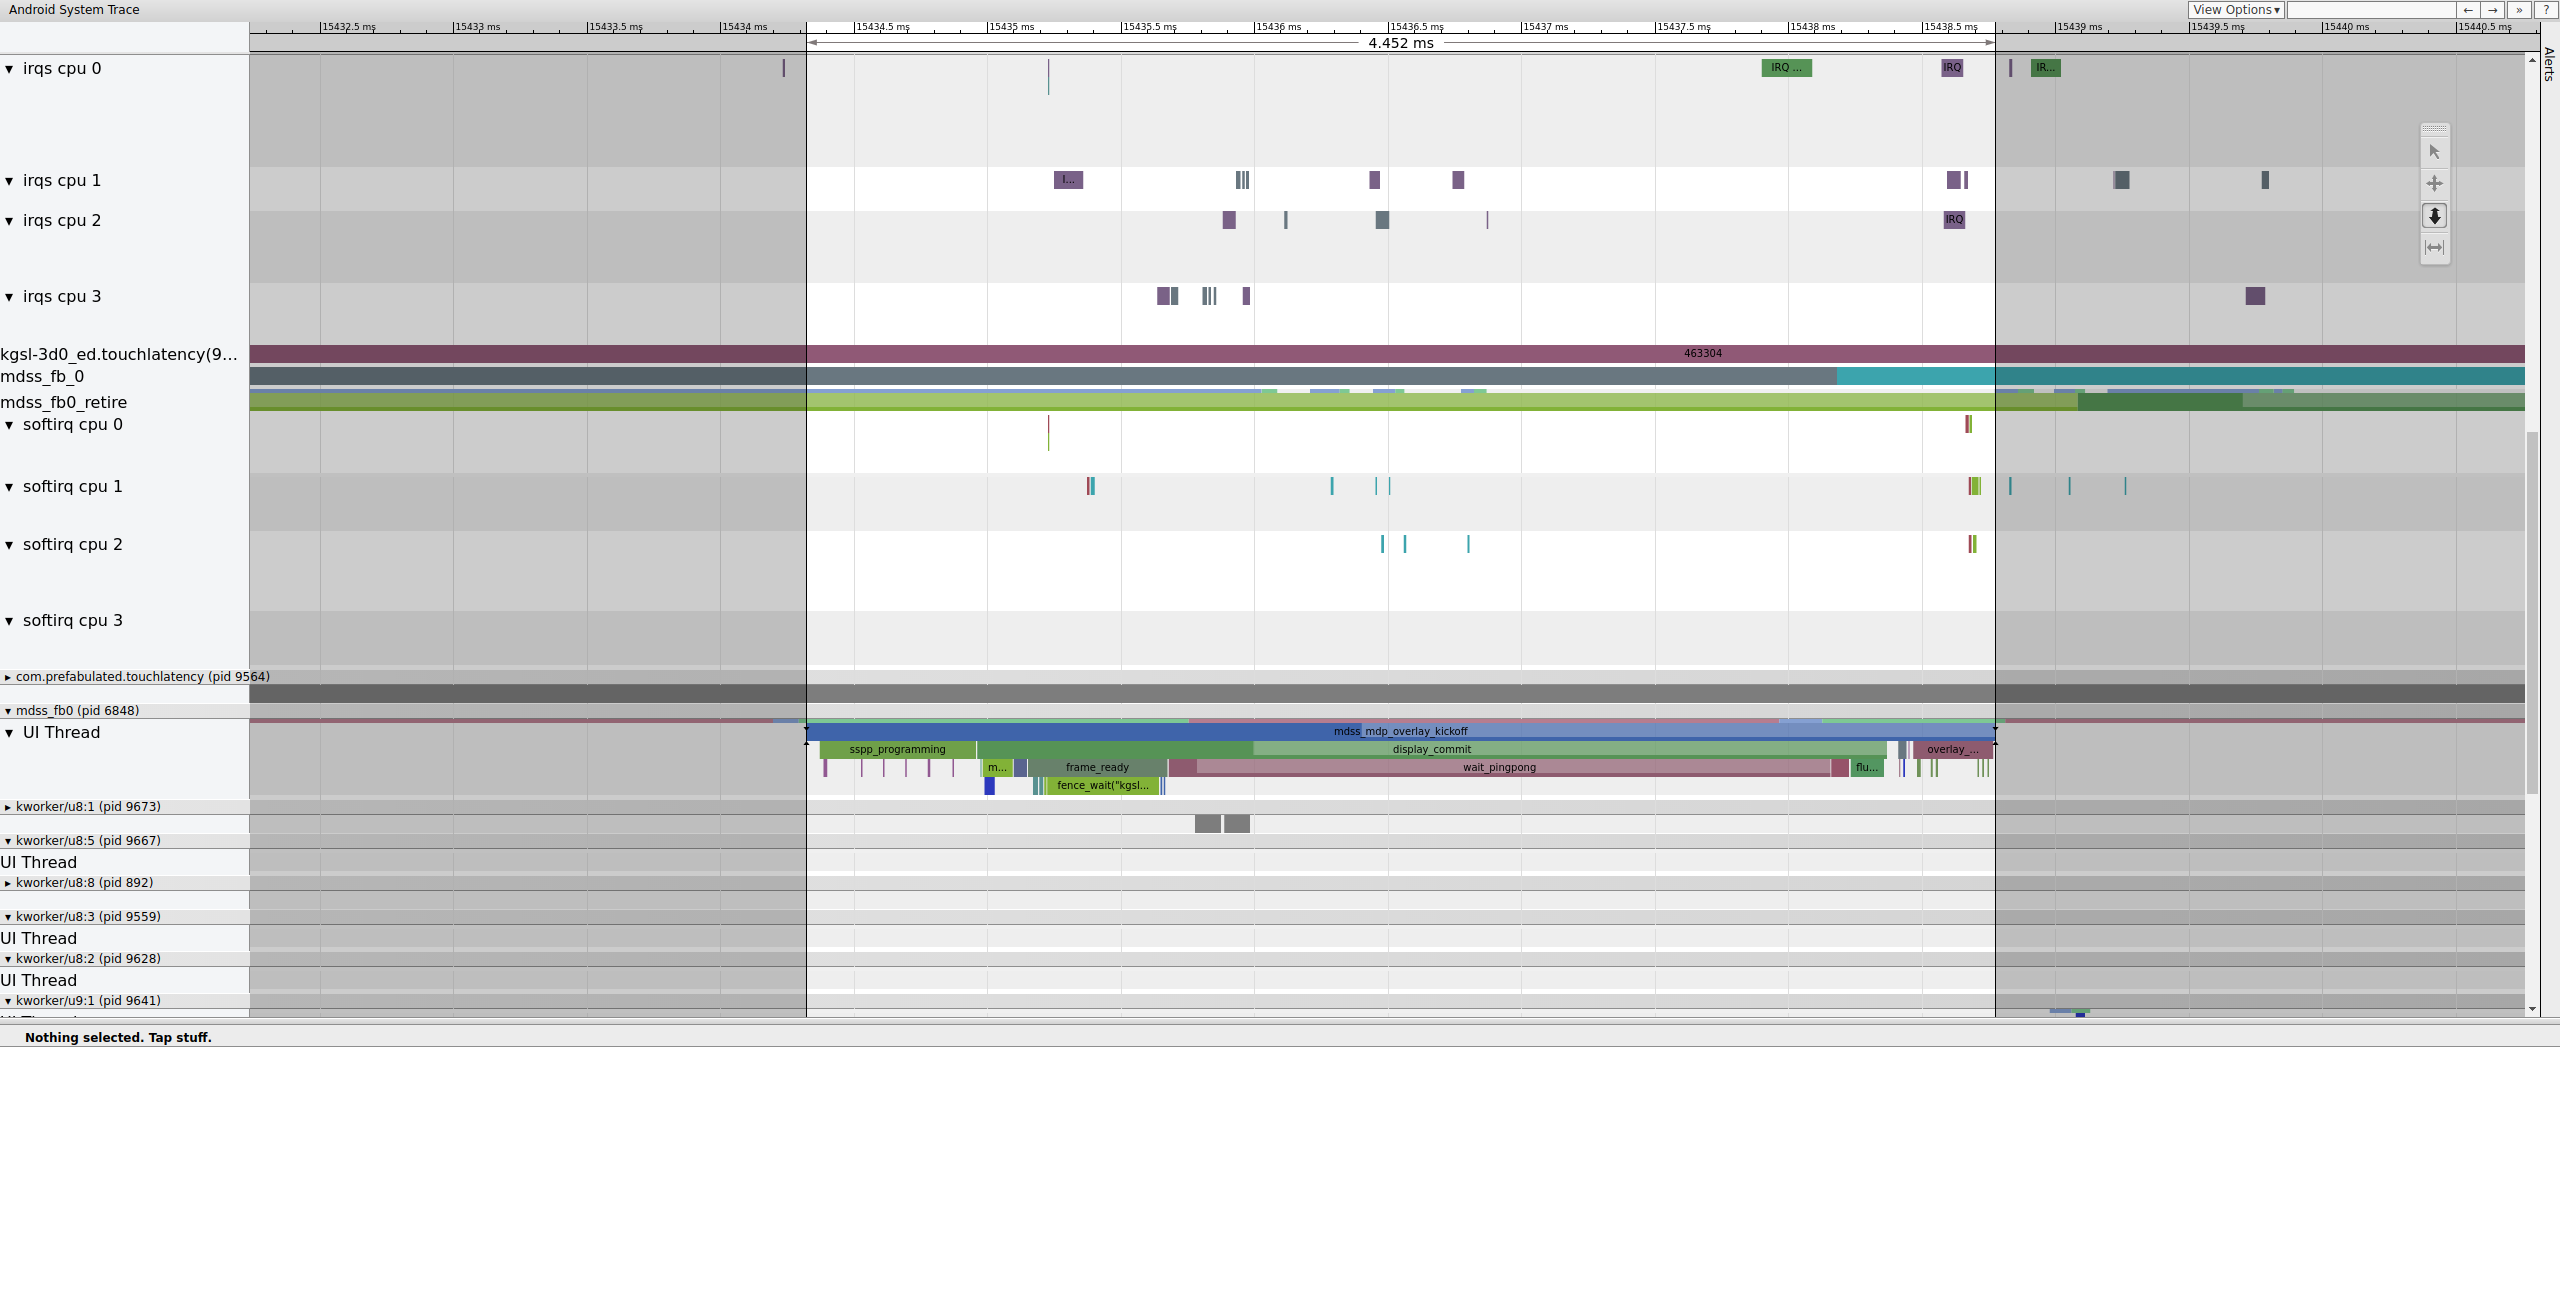 Android System Trace
View Options ▾ ← → » ?
15432.5 ms 15433 ms 15433.5 ms 15434 ms 15434.5 ms 15435 ms 15435.5 ms 15436 ms 15436.5 ms 15437 ms 15437.5 ms 15438 ms 15438.5 ms 15439 ms 15439.5 ms 15440 ms 15440.5 ms
4.452 ms
Alerts
irqs cpu 0 IRQ ... IRQ IR...
irqs cpu 1 I...
irqs cpu 2 IRQ
irqs cpu 3
kgsl-3d0_ed.touchlatency(9... 463304
mdss_fb_0
mdss_fb0_retire
softirq cpu 0
softirq cpu 1
softirq cpu 2
softirq cpu 3
com.prefabulated.touchlatency (pid 9564)
mdss_fb0 (pid 6848)
UI Thread mdss_mdp_overlay_kickoff
sspp_programming display_commit overlay_...
m... frame_ready wait_pingpong flu...
fence_wait("kgsl...
kworker/u8:1 (pid 9673)
kworker/u8:5 (pid 9667)
UI Thread
kworker/u8:8 (pid 892)
kworker/u8:3 (pid 9559)
UI Thread
kworker/u8:2 (pid 9628)
UI Thread
kworker/u9:1 (pid 9641)
Nothing selected. Tap stuff.